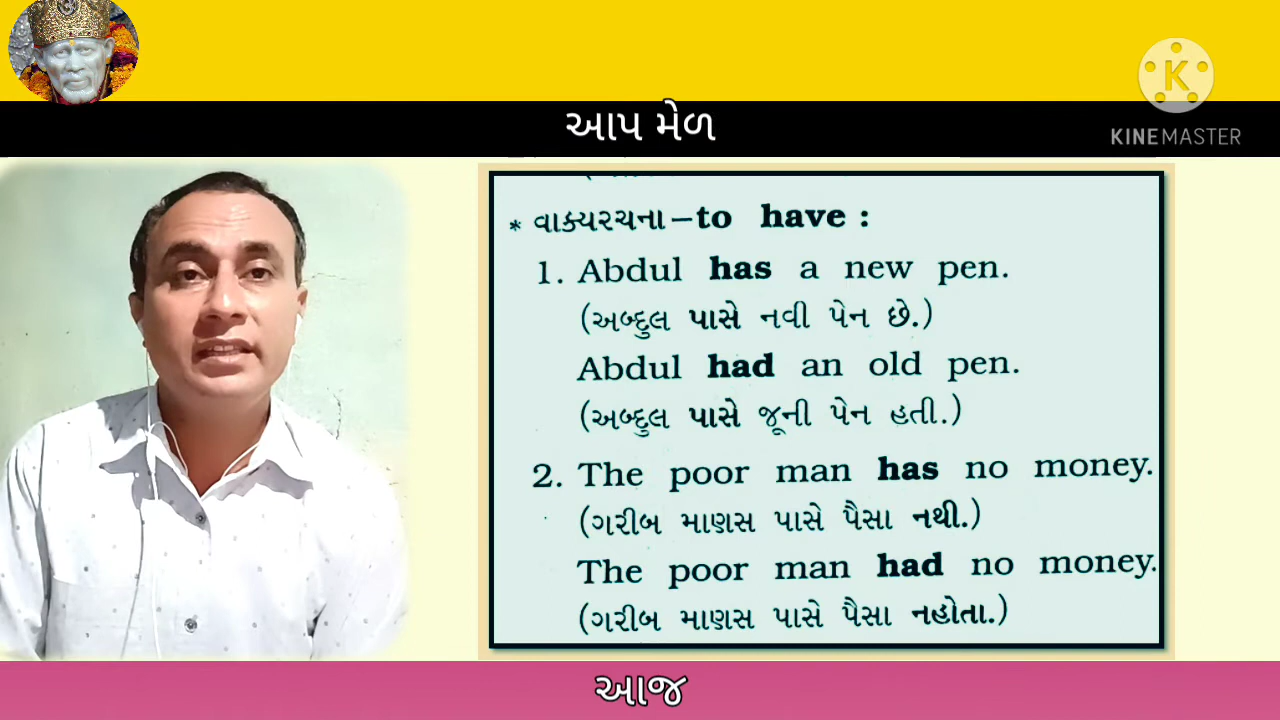 આપ મેળ
KINEMASTER
* વાક્યરચના – to have :
1. Abdul has a new pen.
(અબ્દુલ પાસે નવી પેન છે.)
Abdul had an old pen.
(અબ્દુલ પાસે જૂની પેન હતી.)
2. The poor man has no money.
(ગરીબ માણસ પાસે પૈસા નથી.)
The poor man had no money.
(ગરીબ માણસ પાસે પૈસા નહોતા.)
આજ